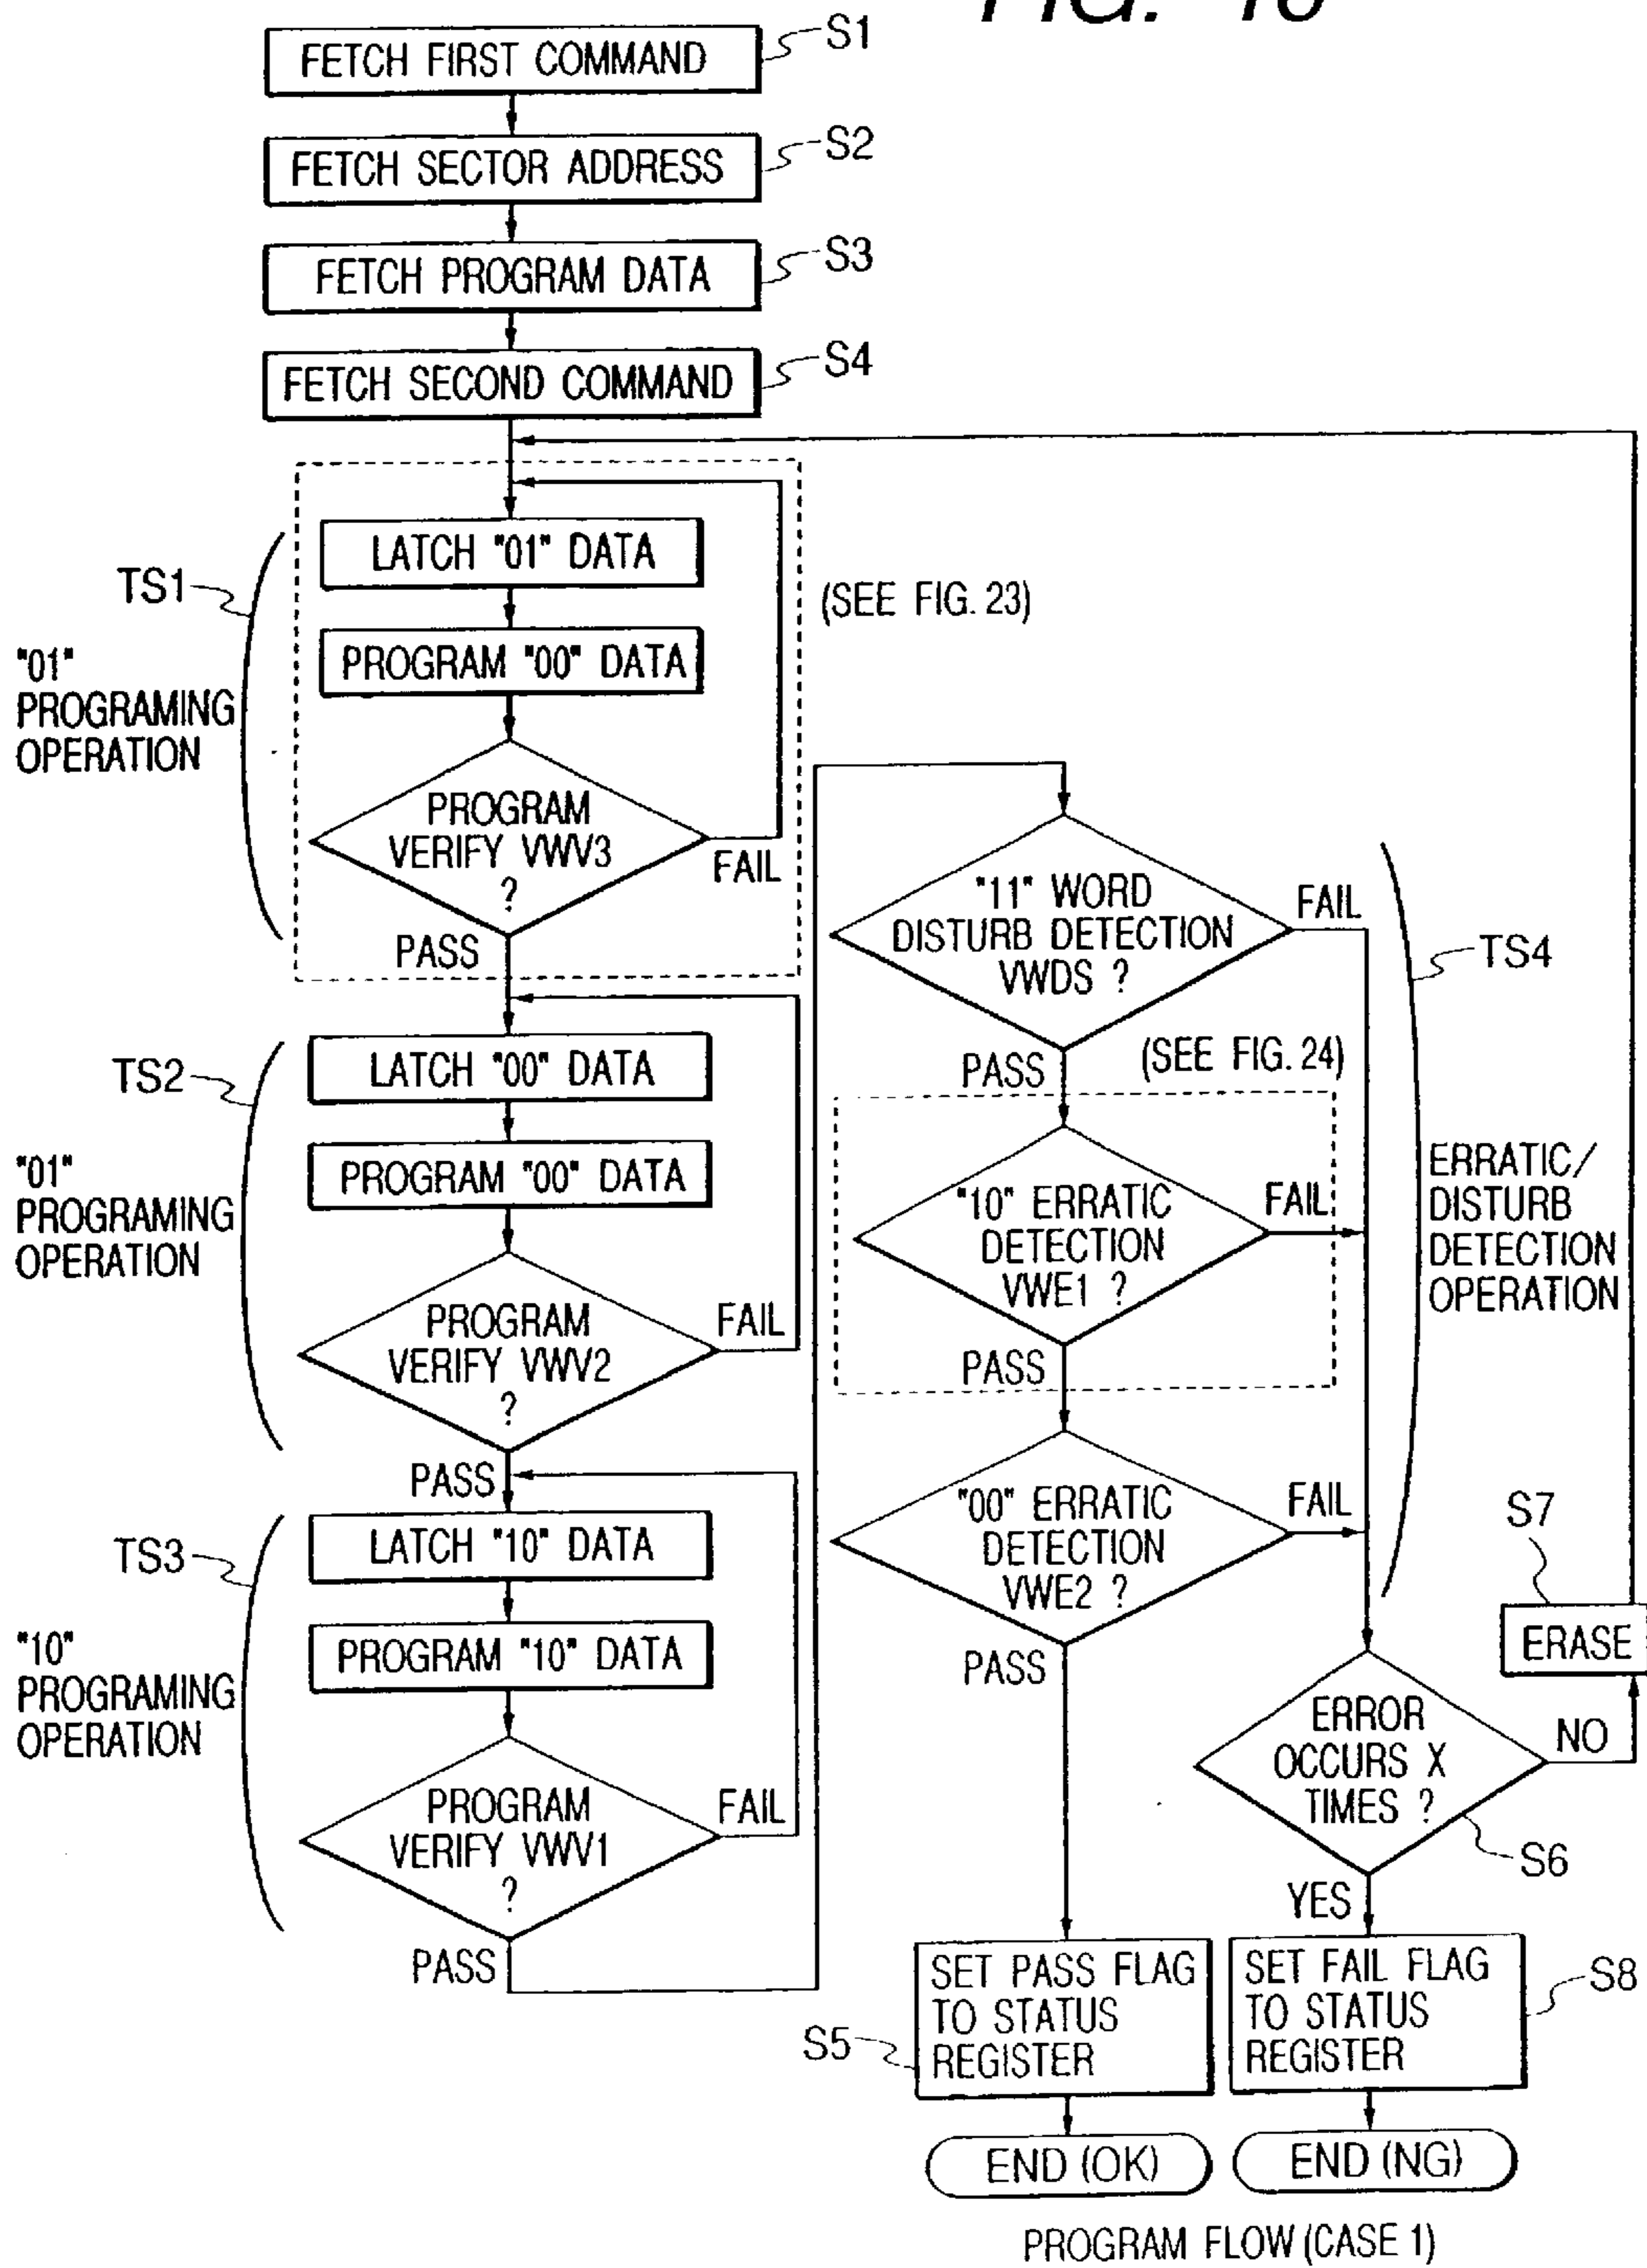 FETCH FIRST COMMAND
S1
FETCH SECTOR ADDRESS
S2
FETCH PROGRAM DATA
S3
FETCH SECOND COMMAND
S4
TS1
"01"
PROGRAMING
OPERATION
LATCH "01" DATA
PROGRAM "00" DATA
PROGRAM
VERIFY VWV3
?
FAIL
PASS
(SEE FIG. 23)
TS2
"01"
PROGRAMING
OPERATION
LATCH "00" DATA
PROGRAM "00" DATA
PROGRAM
VERIFY VWV2
?
FAIL
PASS
TS3
"10"
PROGRAMING
OPERATION
LATCH "10" DATA
PROGRAM "10" DATA
PROGRAM
VERIFY VWV1
?
FAIL
PASS
"11" WORD
DISTURB DETECTION
VWDS ?
FAIL
PASS
(SEE FIG. 24)
"10" ERRATIC
DETECTION
VWE1 ?
FAIL
PASS
"00" ERRATIC
DETECTION
VWE2 ?
FAIL
PASS
TS4
ERRATIC/
DISTURB
DETECTION
OPERATION
S7
ERASE
ERROR
OCCURS X
TIMES ?
NO
S6
YES
SET PASS FLAG
TO STATUS
REGISTER
S5
SET FAIL FLAG
TO STATUS
REGISTER
S8
END (OK)
END (NG)
PROGRAM FLOW (CASE 1)